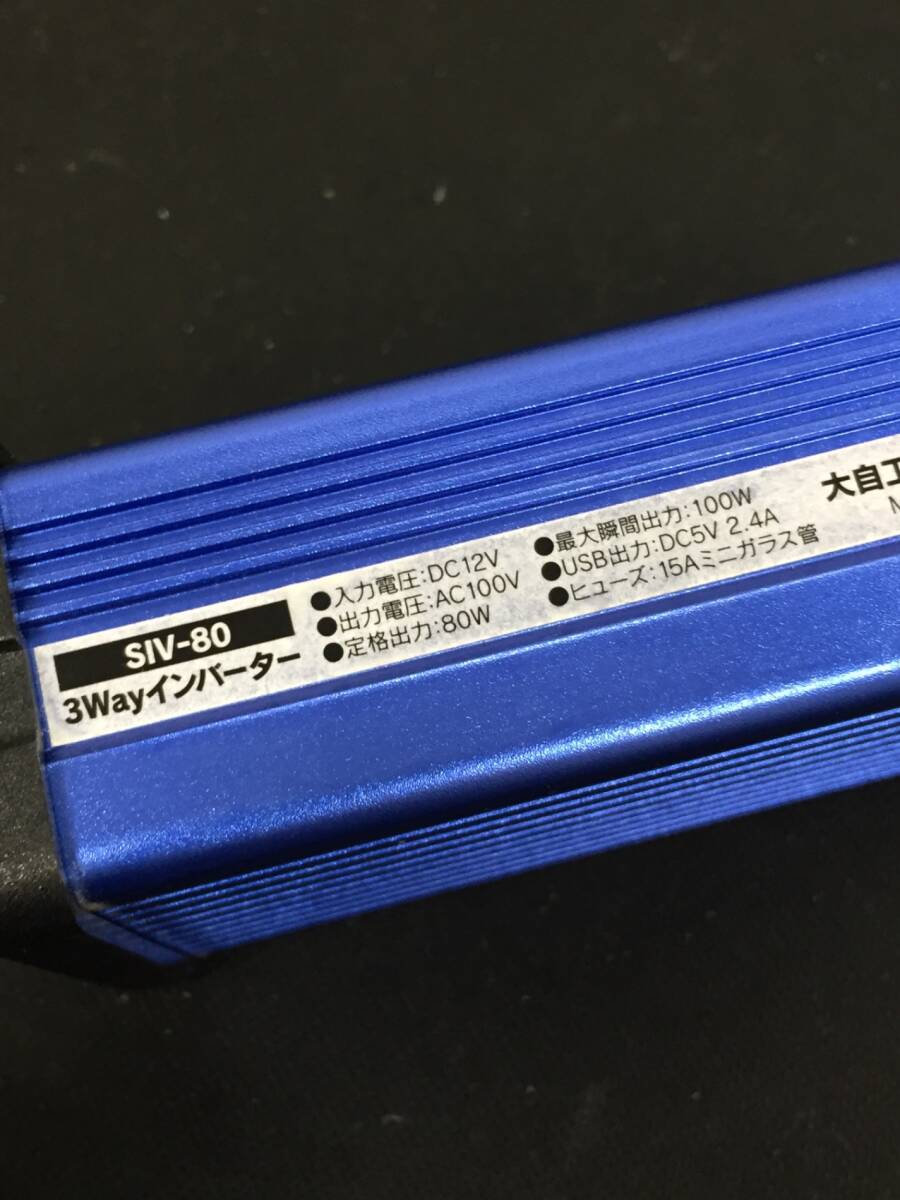 SIV-80
3Wayインバーター
●入力電圧:DC12V
●出力電圧:AC100V
●定格出力:80W
●最大瞬間出力:100W
●USB出力:DC5V 2.4A
●ヒューズ:15Aミニガラス管
大自工